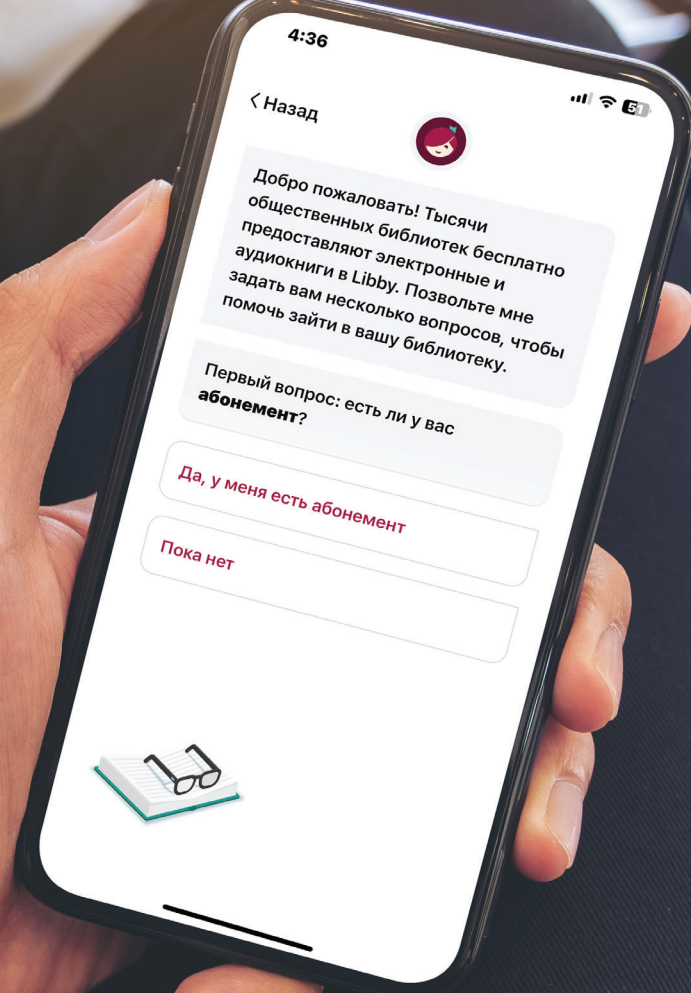 4:36
51
Назад
Добро пожаловать! Тысячи
общественных библиотек бесплатно
предоставляют электронные и
аудиокниги в Libby. Позвольте мне
задать вам несколько вопросов, чтобы
помочь зайти в вашу библиотеку.
Первый вопрос: есть ли у вас
абонемент?
Да, у меня есть абонемент
Пока нет